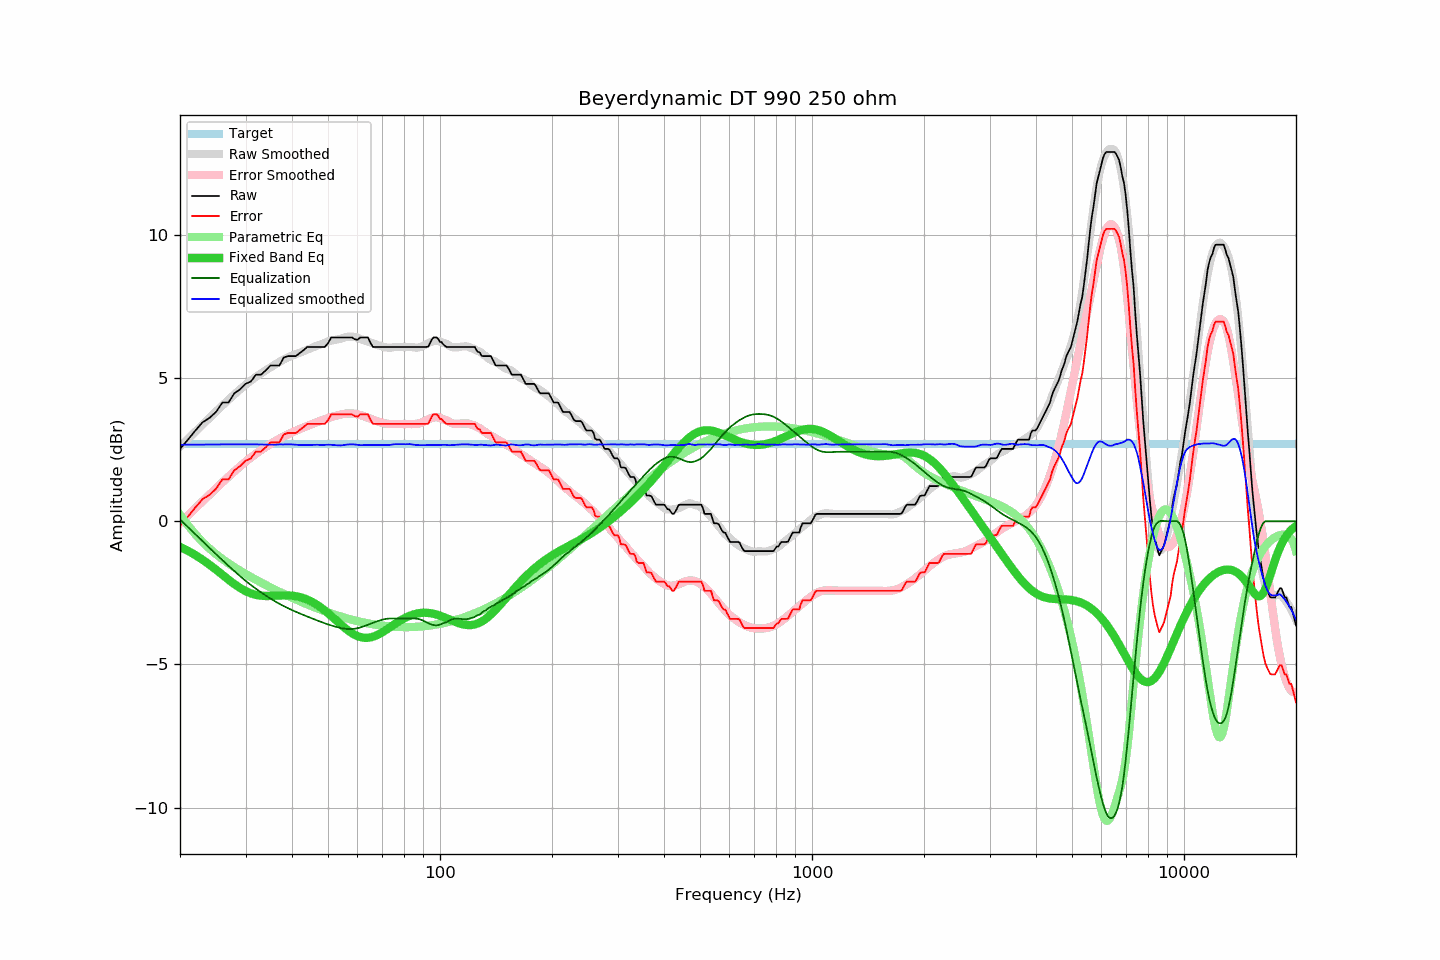 Beyerdynamic DT 990 250 ohm
Target
Raw Smoothed
Error Smoothed
Raw
Error
Parametric Eq
Fixed Band Eq
Equalization
Equalized smoothed
10
5
0
−5
−10
Amplitude (dBr)
100
1000
10000
Frequency (Hz)